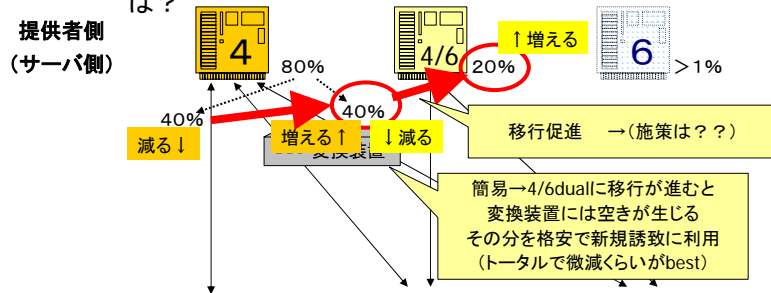 は？
提供者側
(サーバ側)
4
4/6
6
↑増える
80%
20%
>1%
40%
40%
減る↓
増える↑
↓減る
変換装置
移行促進　→(施策は？？)
簡易→4/6dualに移行が進むと
変換装置には空きが生じる
その分を格安で新規誘致に利用
(トータルで微減くらいがbest)